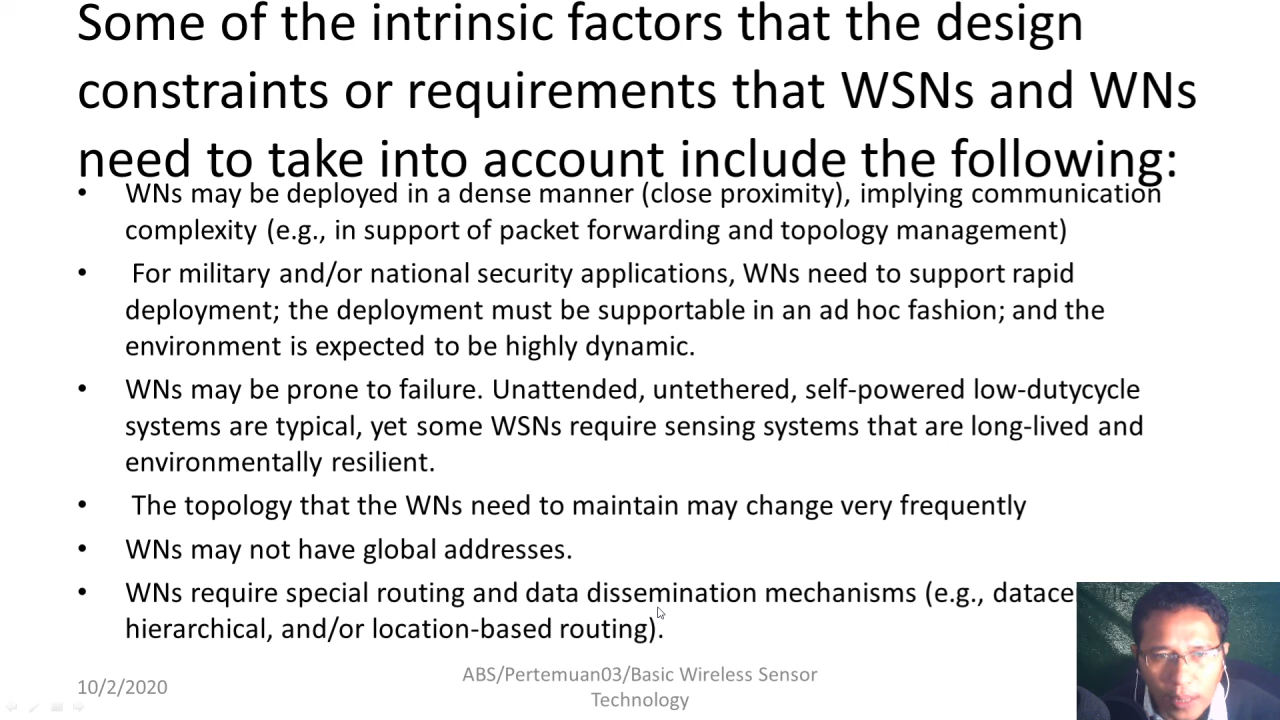 Some of the intrinsic factors that the design
constraints or requirements that WSNs and WNs
need to take into account include the following:
• WNs may be deployed in a dense manner (close proximity), implying communication
complexity (e.g., in support of packet forwarding and topology management)
• For military and/or national security applications, WNs need to support rapid
deployment; the deployment must be supportable in an ad hoc fashion; and the
environment is expected to be highly dynamic.
• WNs may be prone to failure. Unattended, untethered, self-powered low-dutycycle
systems are typical, yet some WSNs require sensing systems that are long-lived and
environmentally resilient.
• The topology that the WNs need to maintain may change very frequently
• WNs may not have global addresses.
• WNs require special routing and data dissemination mechanisms (e.g.,
hierarchical, and/or location-based routing).
10/2/2020
ABS/Pertemuan03/Basic Wireless Sensor
Technology